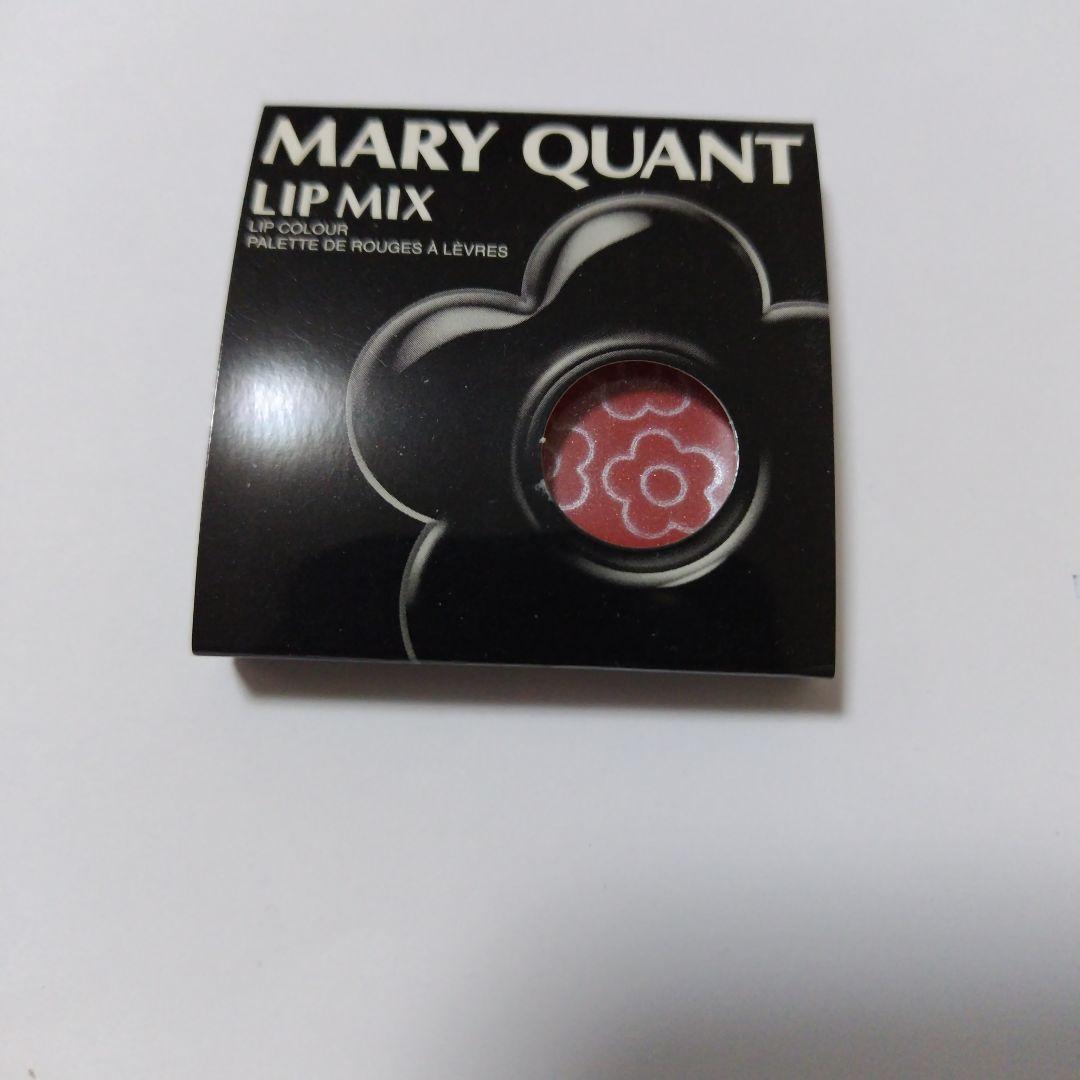 MARY QUANT
LIP MIX
LIP COLOUR
PALETTE DE ROUGES À LÈVRES